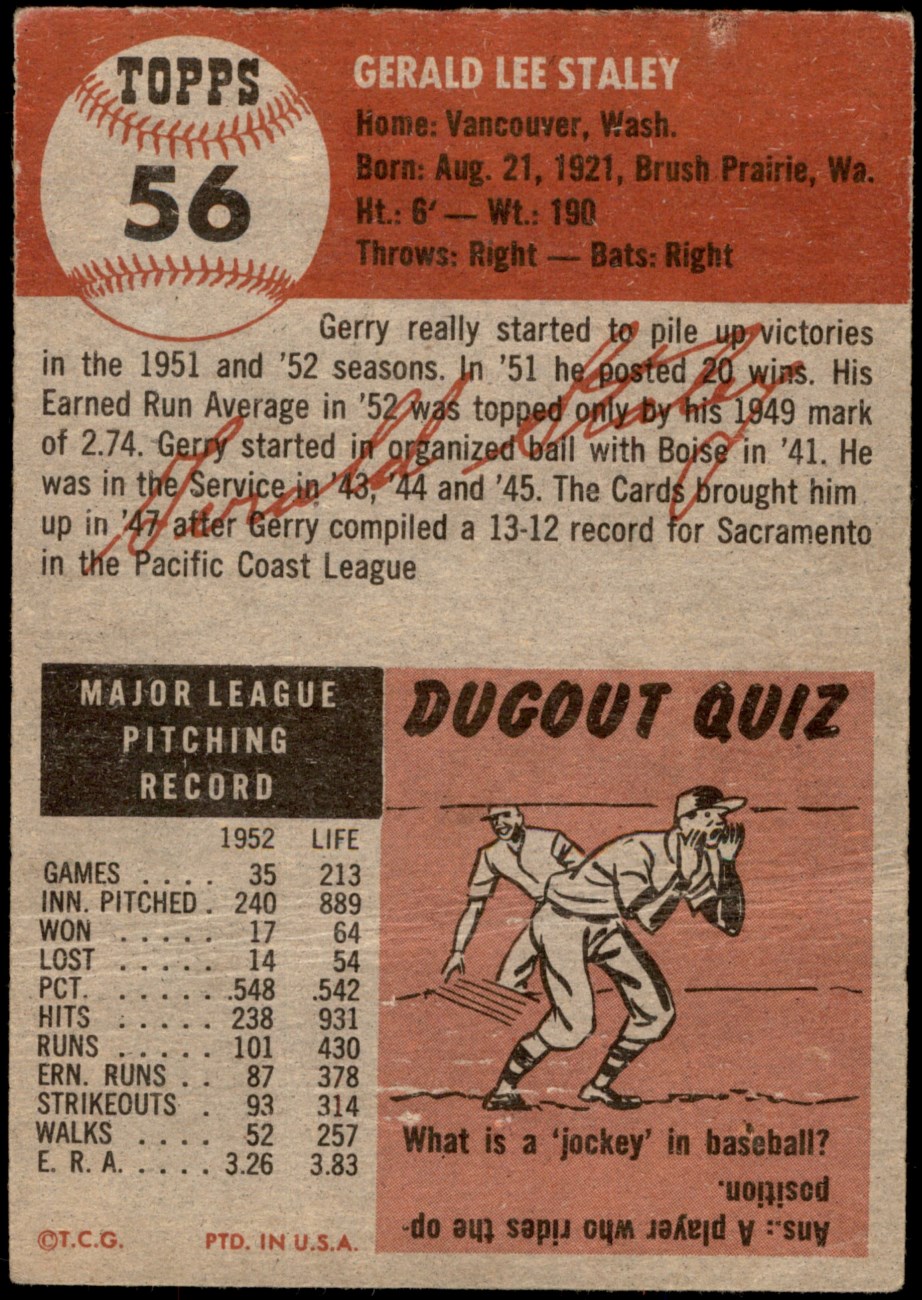 TOPPS
56
GERALD LEE STALEY
Home: Vancouver, Wash.
Born: Aug. 21, 1921, Brush Prairie, Wa.
Ht.: 6' — Wt.: 190
Throws: Right — Bats: Right
Gerry really started to pile up victories
in the 1951 and '52 seasons. In '51 he posted 20 wins. His
Earned Run Average in '52 was topped only by his 1949 mark
of 2.74. Gerry started in organized ball with Boise in '41. He
was in the Service in '43, '44 and '45. The Cards brought him
up in '47 after Gerry compiled a 13-12 record for Sacramento
in the Pacific Coast League
Gerald Staley
MAJOR LEAGUE
PITCHING
RECORD
1952 LIFE
GAMES .... 35 213
INN. PITCHED . 240 889
WON ..... 17 64
LOST ..... 14 54
PCT. ..... .548 .542
HITS ..... 238 931
RUNS ..... 101 430
ERN. RUNS .. 87 378
STRIKEOUTS . 93 314
WALKS .... 52 257
E. R. A. .... 3.26 3.83
©T.C.G. PTD. IN U.S.A.
DUGOUT QUIZ
What is a 'jockey' in baseball?
Ans.: A player who rides the op-
position.